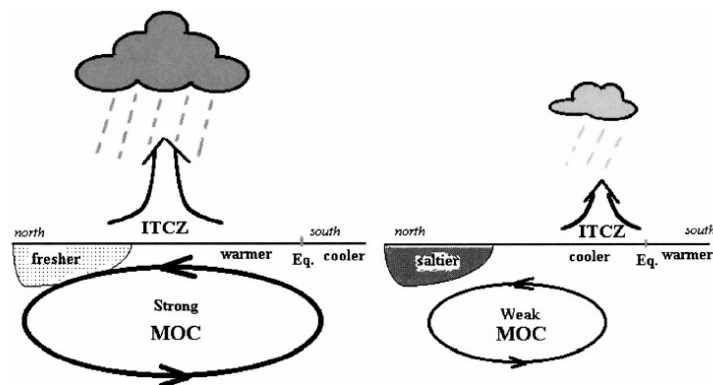 north
ITCZ
south
fresher
warmer
Eq.
cooler
Strong
MOC
north
ITCZ
south
saltier
cooler
Eq.
warmer
Weak
MOC